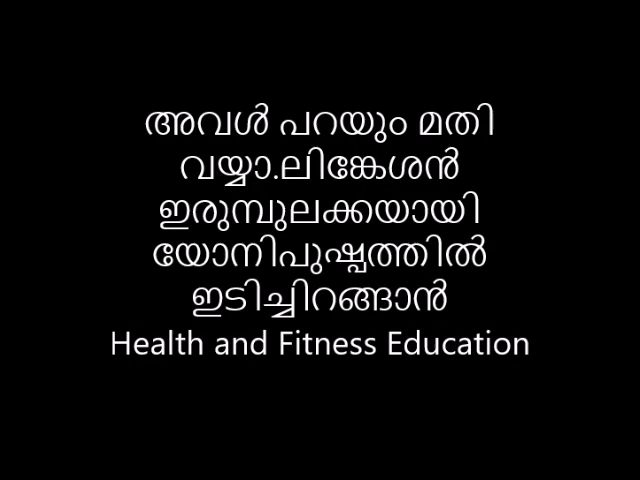 അവൾ പറയും മതി
വയ്യാ.ലിങ്കേശൻ
ഇരുമ്പുലക്കയായി
യോനിപുഷ്പത്തിൽ
ഇടിച്ചിറങ്ങാൻ
Health and Fitness Education